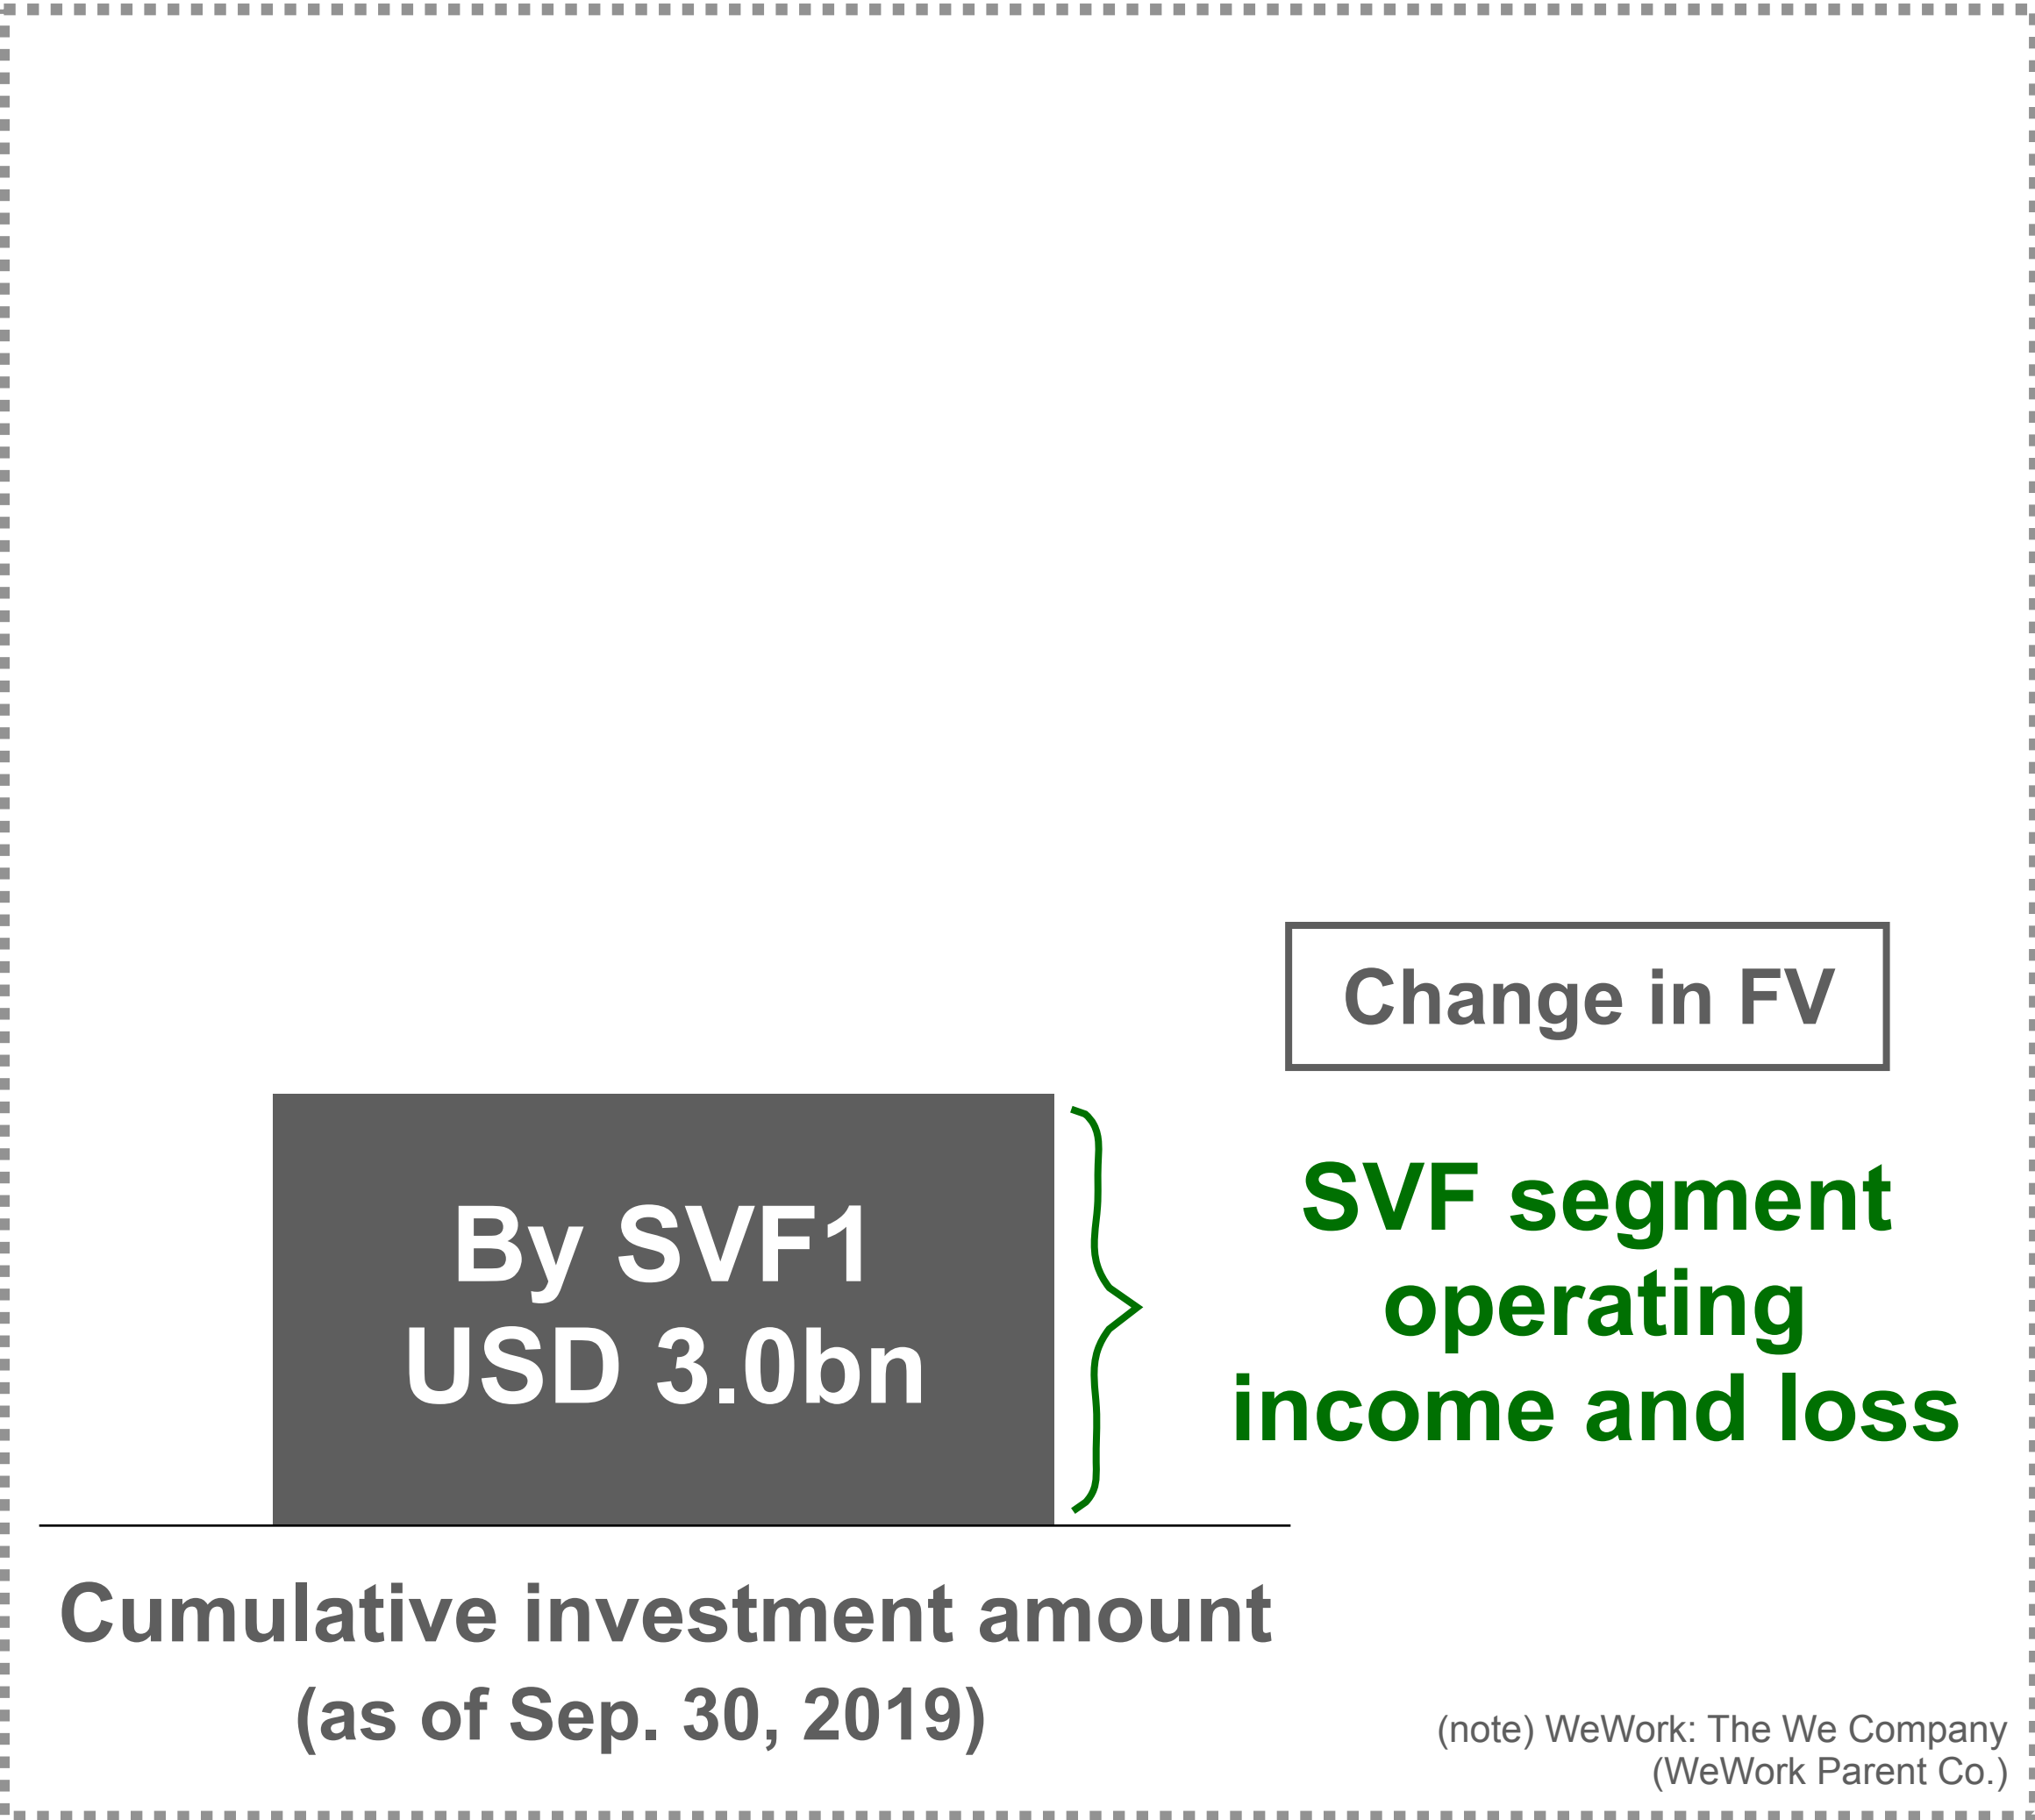 Change in FV
By SVF1
USD 3.0bn
SVF segment
operating
income and loss
Cumulative investment amount
(as of Sep. 30, 2019)
(note) WeWork: The We Company
(WeWork Parent Co.)